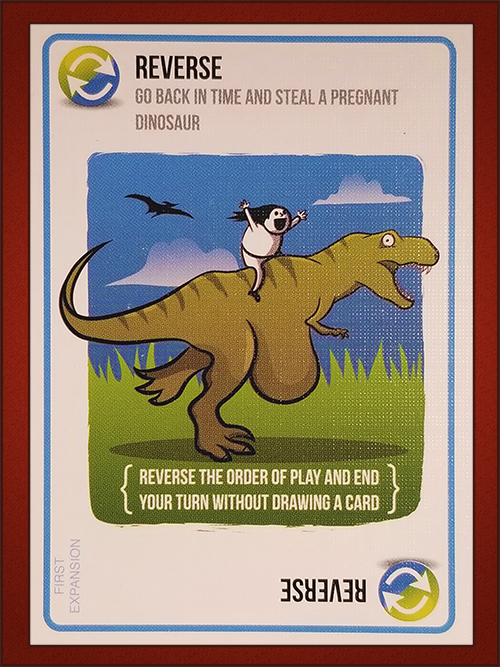 REVERSE
GO BACK IN TIME AND STEAL A PREGNANT
DINOSAUR
REVERSE THE ORDER OF PLAY AND END
YOUR TURN WITHOUT DRAWING A CARD
FIRST
EXPANSION
REVERSE